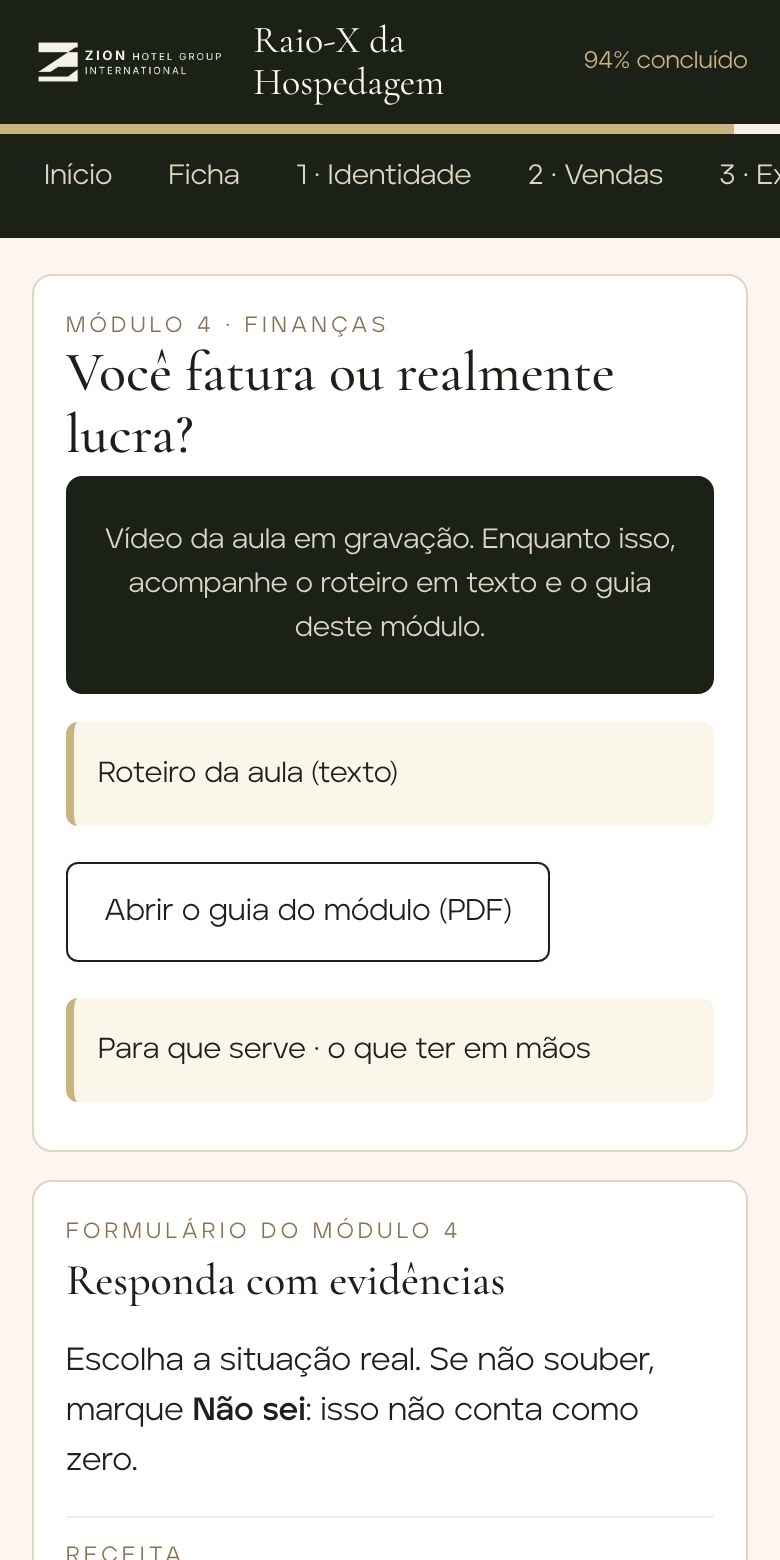 ZION HOTEL GROUP
INTERNATIONAL
Raio-X da
Hospedagem
94% concluído
Início
Ficha
1 · Identidade
2 · Vendas
3 · Ex
MÓDULO 4 · FINANÇAS
Você fatura ou realmente
lucra?
Vídeo da aula em gravação. Enquanto isso,
acompanhe o roteiro em texto e o guia
deste módulo.
Roteiro da aula (texto)
Abrir o guia do módulo (PDF)
Para que serve · o que ter em mãos
FORMULÁRIO DO MÓDULO 4
Responda com evidências
Escolha a situação real. Se não souber,
marque Não sei: isso não conta como
zero.
RECEITA